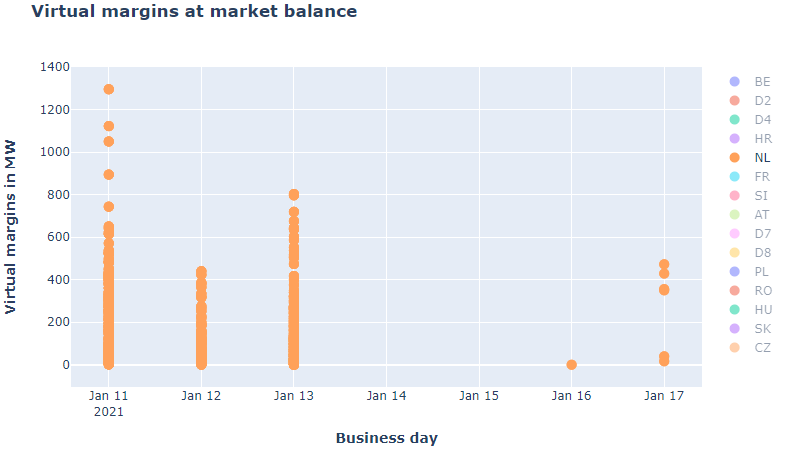 Virtual margins at market balance
Virtual margins in MW
1400
1200
1000
800
600
400
200
0
Jan 11
2021
Jan 12
Jan 13
Jan 14
Jan 15
Jan 16
Jan 17
Business day
BE
D2
D4
HR
NL
FR
SI
AT
D7
D8
PL
RO
HU
SK
CZ